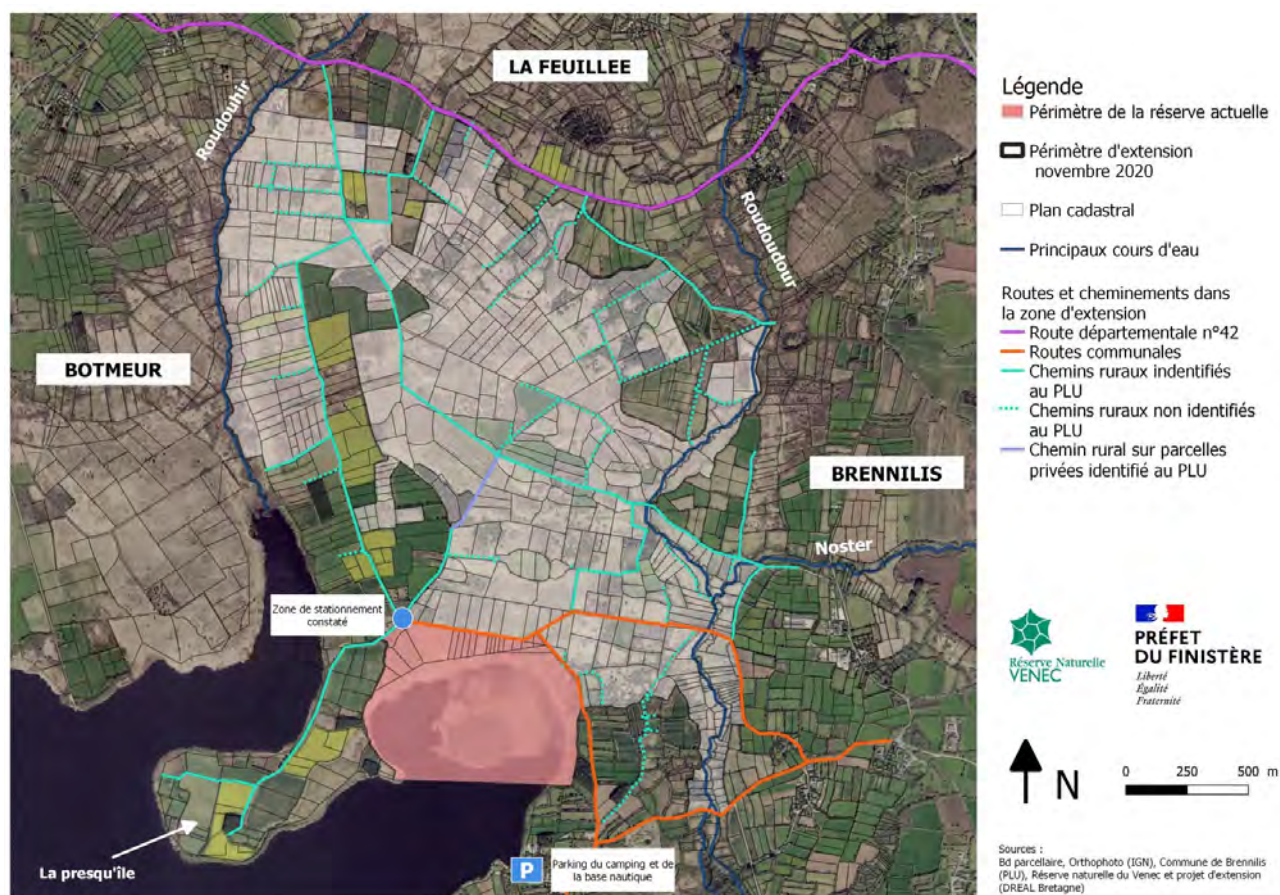 LA FEUILLEE
Roudouhir
Roudoudour
BOTMEUR
BRENNILIS
Noster
Zone de stationnement
constaté
La presqu'île
P
Parking du camping et de
la base nautique
Légende
Périmètre de la réserve actuelle
Périmètre d'extension
novembre 2020
Plan cadastral
Principaux cours d'eau
Routes et cheminements dans
la zone d'extension
Route départementale n°42
Routes communales
Chemins ruraux indentifiés
au PLU
Chemins ruraux non identifiés
au PLU
Chemin rural sur parcelles
privées identifié au PLU
Réserve Naturelle
VENEC
PRÉFET
DU FINISTÈRE
Liberté
Égalité
Fraternité
N
0 250 500 m
Sources :
Bd parcellaire, Orthophoto (IGN), Commune de Brennilis
(PLU), Réserve naturelle du Venec et projet d'extension
(DREAL Bretagne)